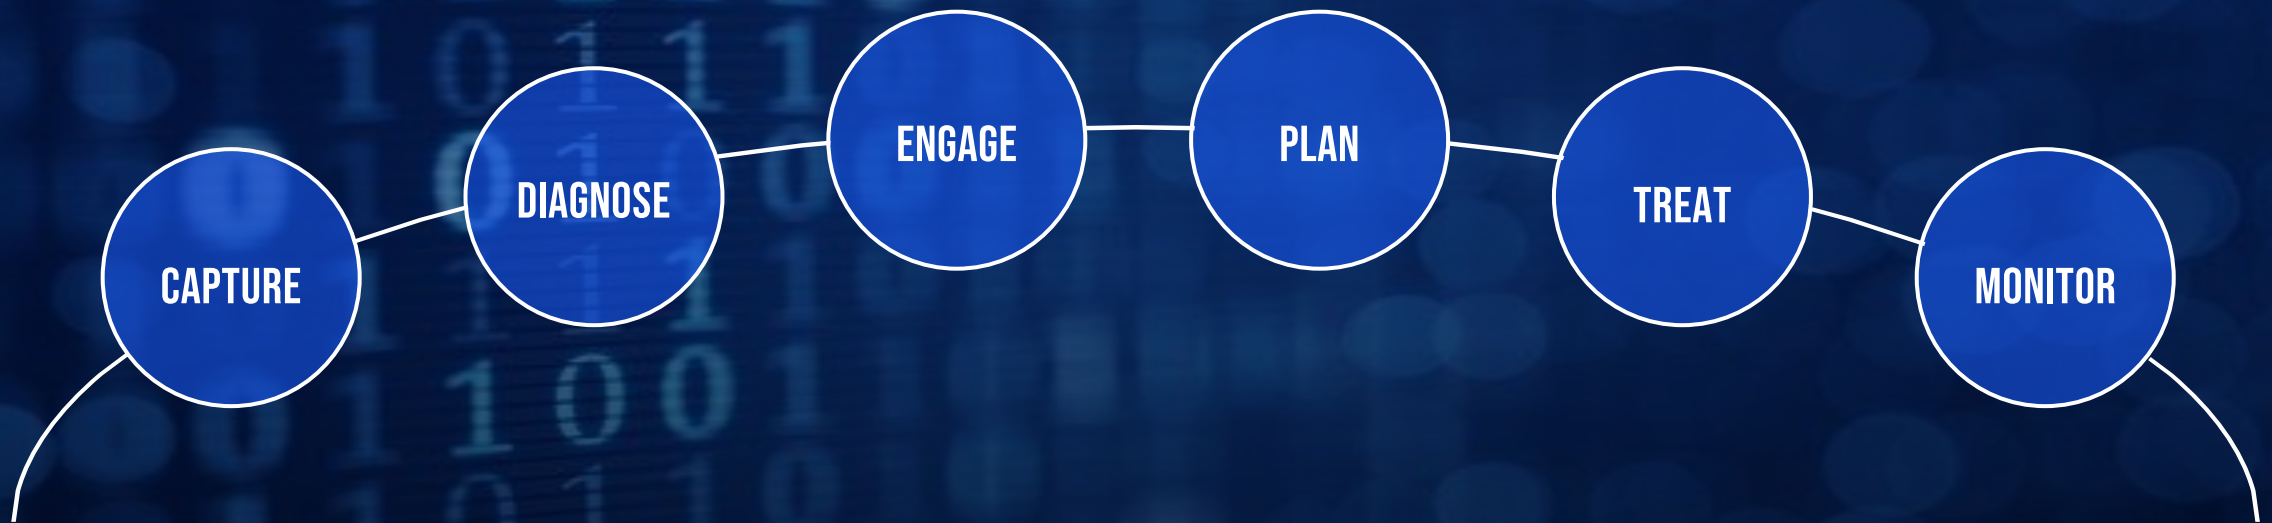 CAPTURE
DIAGNOSE
ENGAGE
PLAN
TREAT
MONITOR